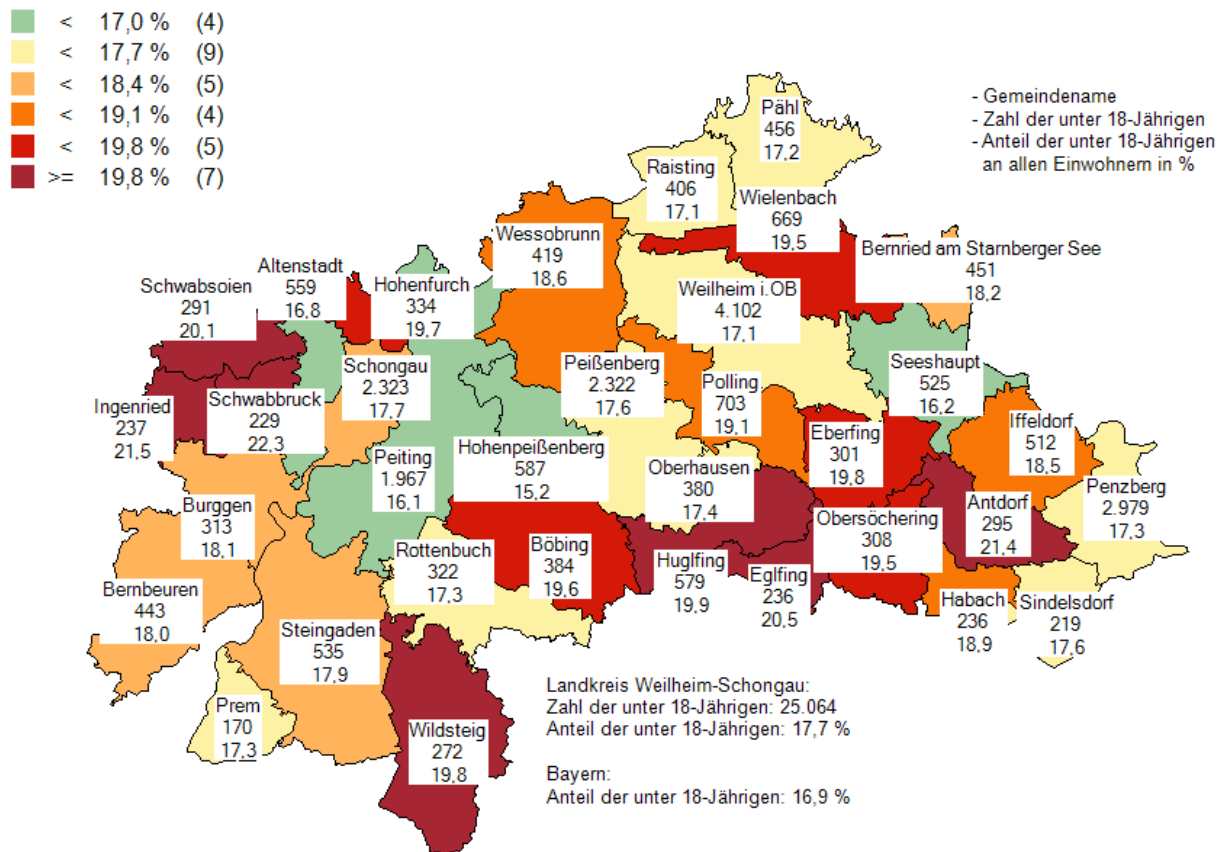 < 17,0 % (4)
< 17,7 % (9)
< 18,4 % (5)
< 19,1 % (4)
< 19,8 % (5)
>= 19,8 % (7)
- Gemeindename
- Zahl der unter 18-Jährigen
- Anteil der unter 18-Jährigen
an allen Einwohnern in %
Pähl
456
17,2
Raisting
406
17,1
Wielenbach
669
19,5
Wessobrunn
419
18,6
Bernried am Starnberger See
451
18,2
Altenstadt
559
16,8
Hohenfurch
334
19,7
Schwabsoien
291
20,1
Weilheim i.OB
4.102
17,1
Schongau
2.323
17,7
Peißenberg
2.322
17,6
Polling
703
19,1
Seeshaupt
525
16,2
Ingenried
237
21,5
Schwabbruck
229
22,3
Iffeldorf
512
18,5
Eberfing
301
19,8
Peiting
1.967
16,1
Hohenpeißenberg
587
15,2
Oberhausen
380
17,4
Penzberg
2.979
17,3
Burggen
313
18,1
Antdorf
295
21,4
Obersöchering
308
19,5
Rottenbuch
322
17,3
Böbing
384
19,6
Huglfing
579
19,9
Eglfing
236
20,5
Bernbeuren
443
18,0
Habach
236
18,9
Sindelsdorf
219
17,6
Steingaden
535
17,9
Prem
170
17,3
Wildsteig
272
19,8
Landkreis Weilheim-Schongau:
Zahl der unter 18-Jährigen: 25.064
Anteil der unter 18-Jährigen: 17,7 %
Bayern:
Anteil der unter 18-Jährigen: 16,9 %